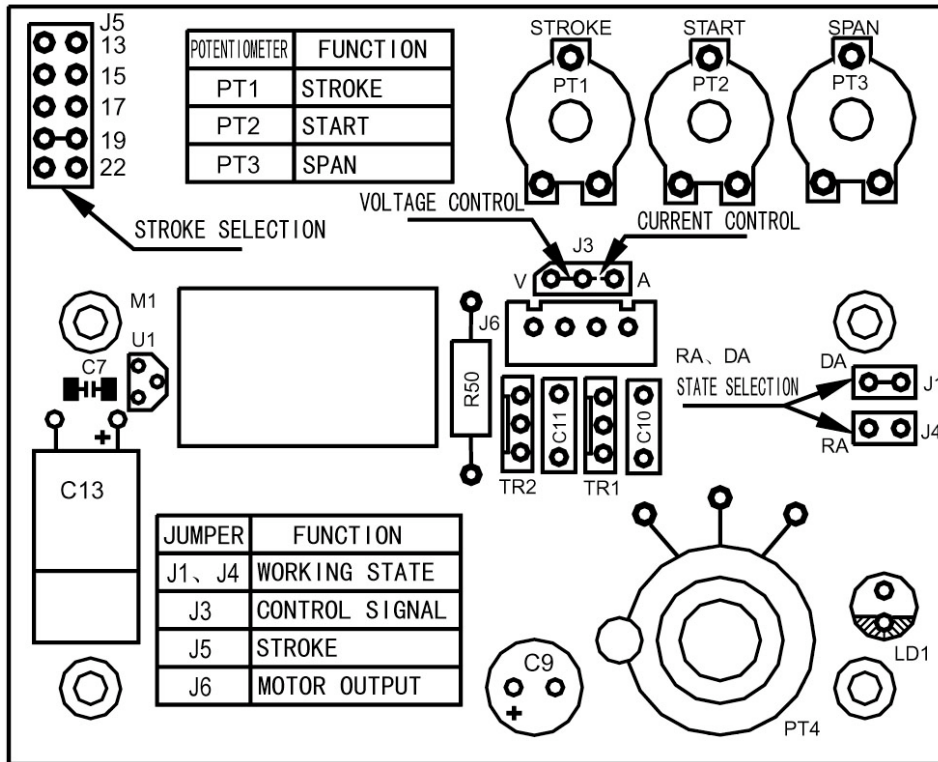 J5
13
15
17
19
22
STROKE SELECTION
POTENTIOMETER FUNCTION
PT1 STROKE
PT2 START
PT3 SPAN
STROKE START SPAN
PT1 PT2 PT3
VOLTAGE CONTROL
CURRENT CONTROL
J3
V A
J6
M1
U1
C7
+
C13
R50
TR2 C11 TR1 C10
RA、DA
STATE SELECTION
DA
J1
RA
J4
JUMPER FUNCTION
J1、J4 WORKING STATE
J3 CONTROL SIGNAL
J5 STROKE
J6 MOTOR OUTPUT
C9
+
PT4
LD1